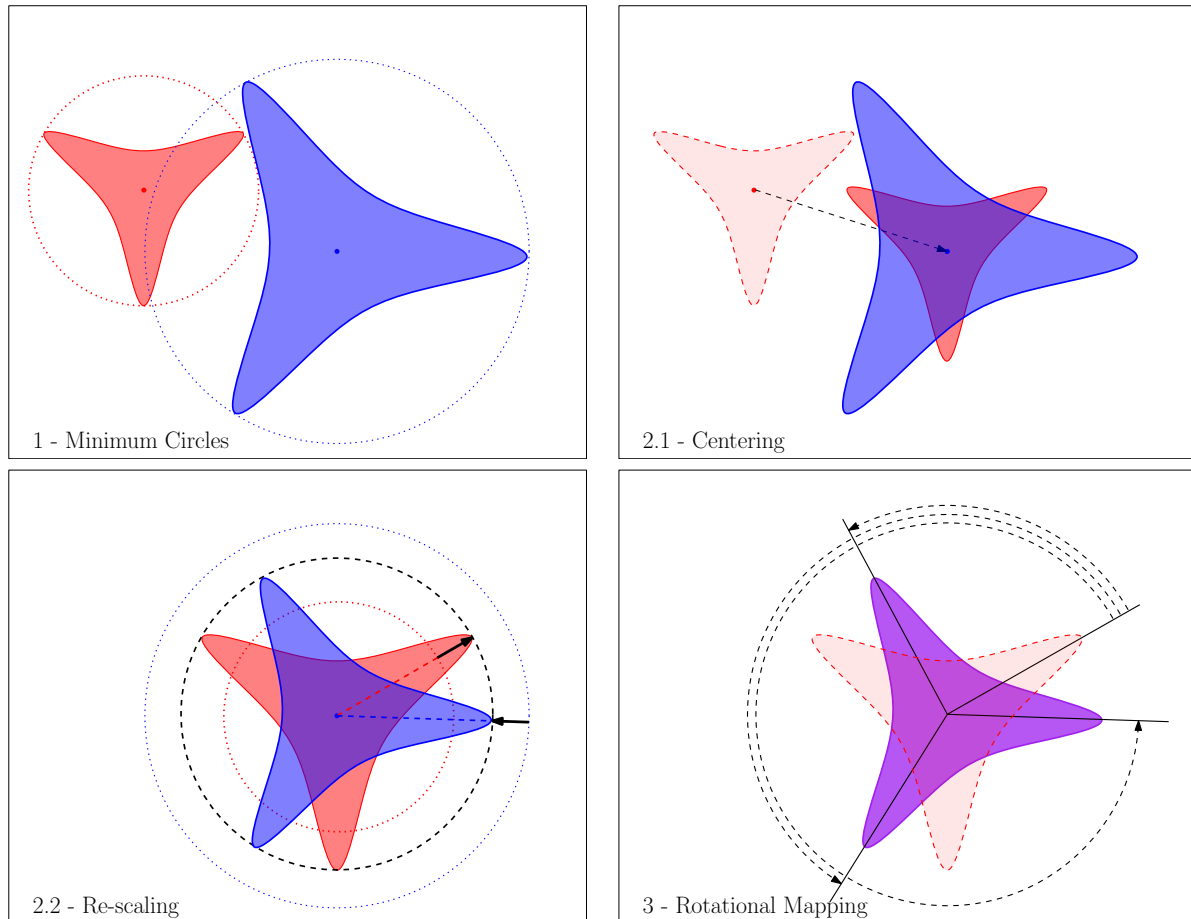 1 - Minimum Circles
2.1 - Centering
2.2 - Re-scaling
3 - Rotational Mapping